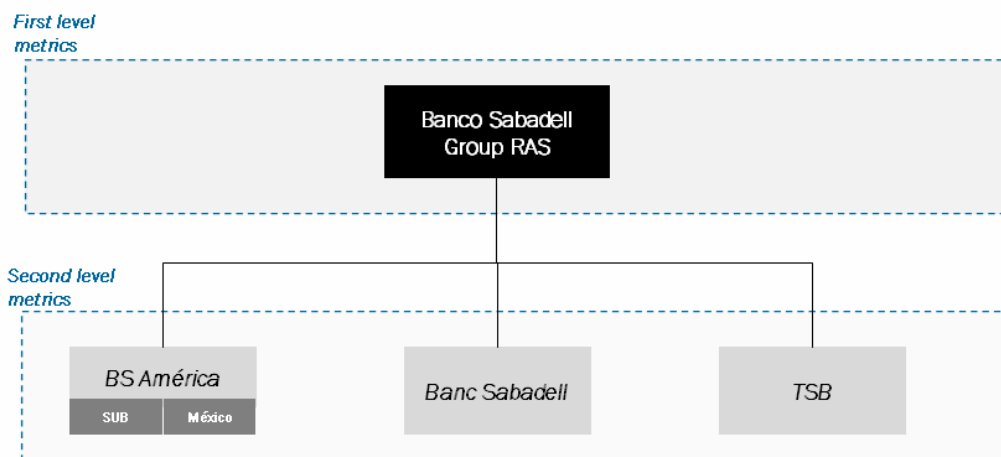 First level
metrics
Banco Sabadell
Group RAS
Second level
metrics
BS América
SUB
México
Banc Sabadell
TSB